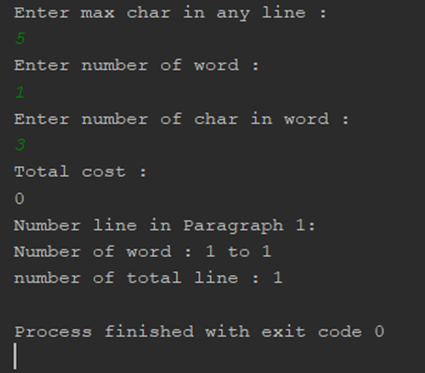 Enter max char in any line :
5
Enter number of word :
1
Enter number of char in word :
3
Total cost :
0
Number line in Paragraph 1:
Number of word : 1 to 1
number of total line : 1
Process finished with exit code 0